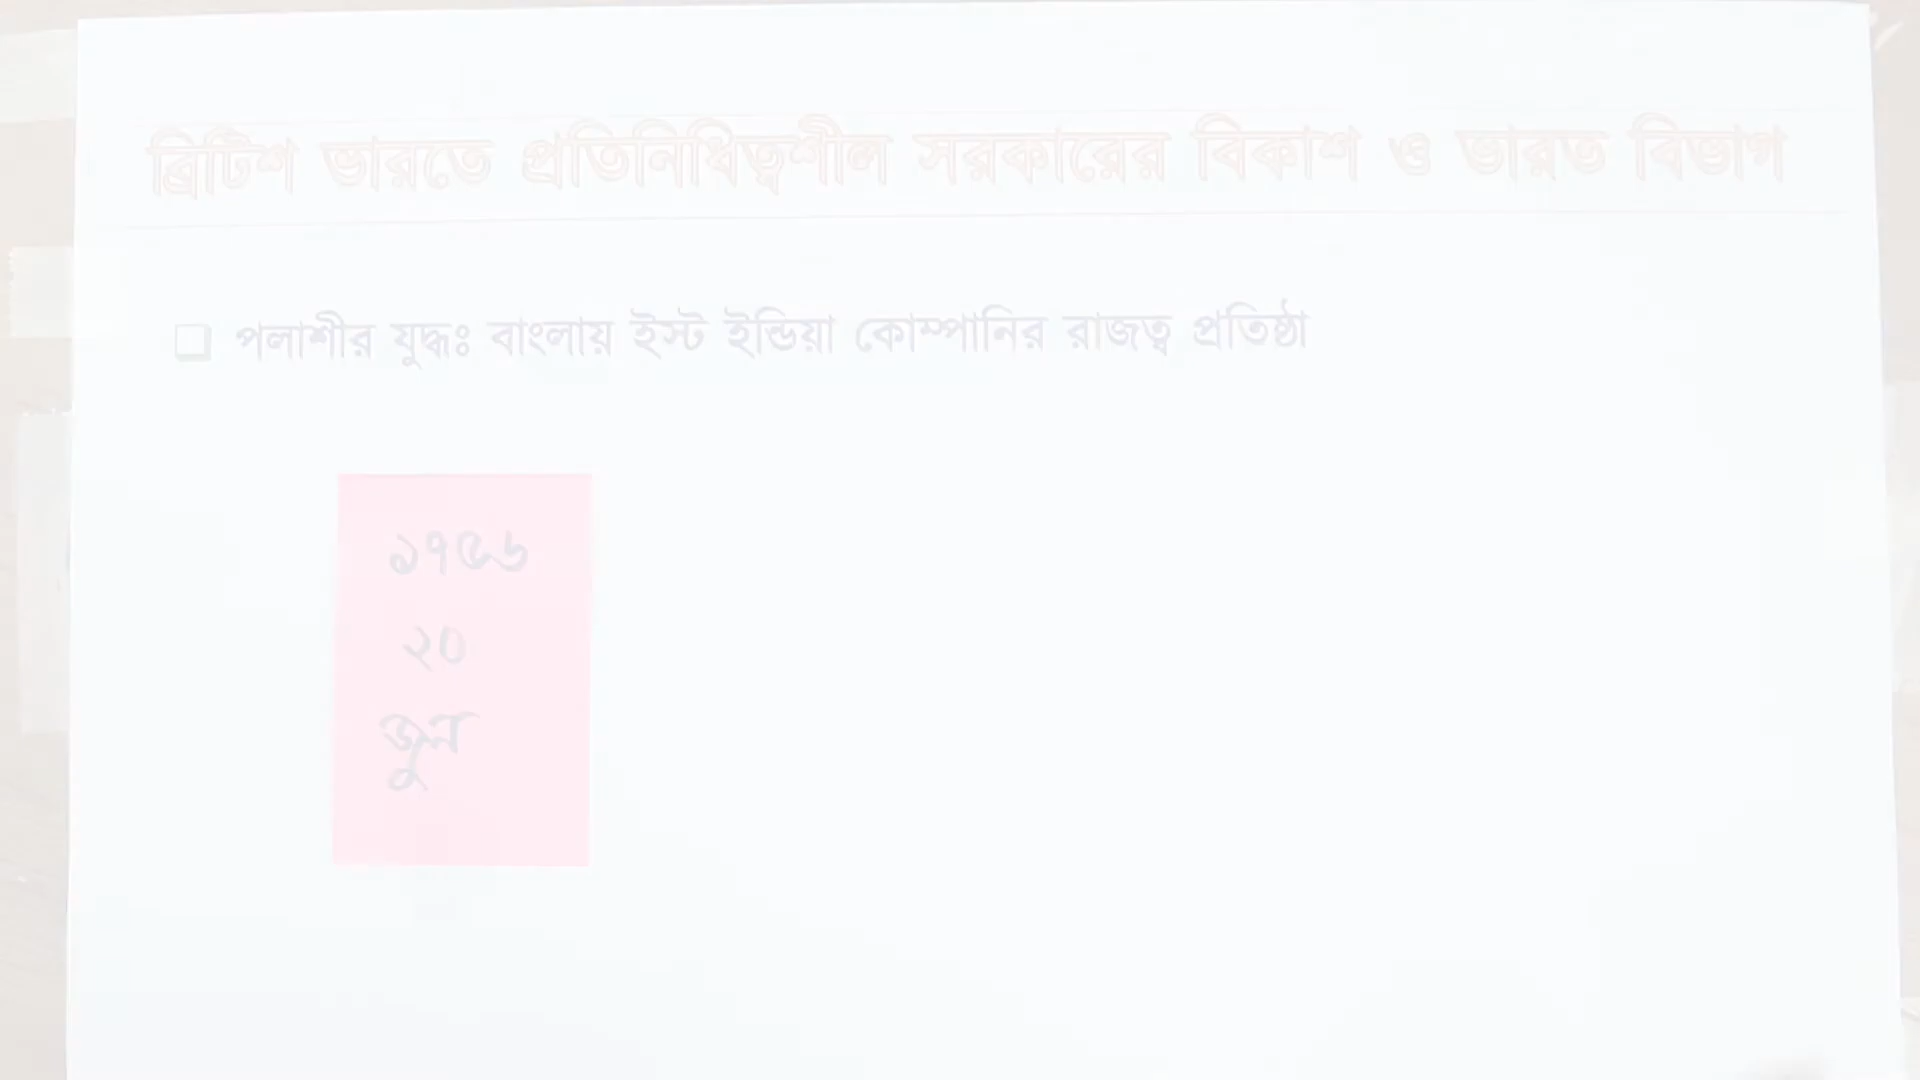 ব্রিটিশ ভারতে প্রতিনিধিত্বশীল সরকারের বিকাশ ও ভারত বিভাগ
পলাশীর যুদ্ধঃ বাংলায় ইস্ট ইন্ডিয়া কোম্পানির রাজত্ব প্রতিষ্ঠা
১৭৫৬
২০
জুন